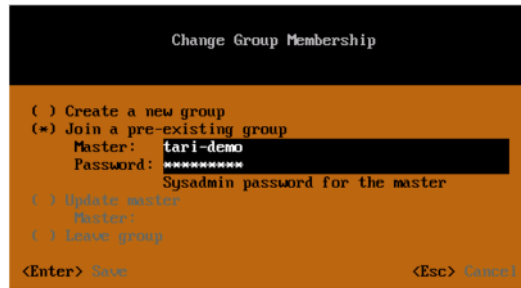 Change Group Membership
( ) Create a new group
(*) Join a pre-existing group
Master: tari-demo
Password: *********
Sysadmin password for the master
( ) Update master
Master:
( ) Leave group
<Enter> Save <Esc> Cancel